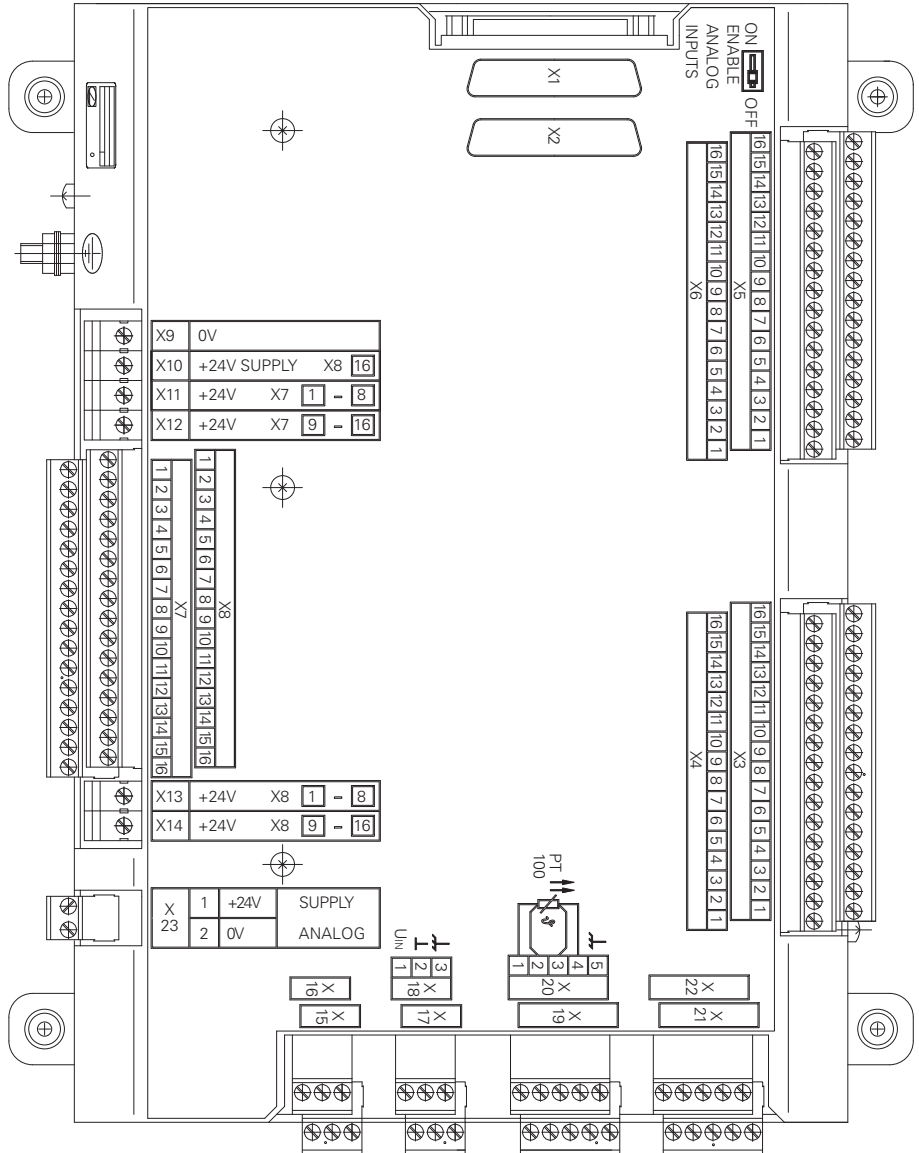 ON
ENABLE
ANALOG
INPUTS
OFF
X1
X2
16 15 14 13 12 11 10 9 8 7 6 5 4 3 2 1
X5
16 15 14 13 12 11 10 9 8 7 6 5 4 3 2 1
X6
X9 0V
X10 +24V SUPPLY X8 16
X11 +24V X7 1 - 8
X12 +24V X7 9 - 16
1 2 3 4 5 6 7 8 9 10 11 12 13 14 15 16
X7
1 2 3 4 5 6 7 8 9 10 11 12 13 14 15 16
X8
16 15 14 13 12 11 10 9 8 7 6 5 4 3 2 1
X3
16 15 14 13 12 11 10 9 8 7 6 5 4 3 2 1
X4
X13 +24V X8 1 - 8
X14 +24V X8 9 - 16
X 23
1 +24V SUPPLY
2 0V ANALOG
PT
100
ϑ
UIN
1 2 3
1 2 3 4 5
X 16
X 18
X 20
X 22
X 15
X 17
X 19
X 21